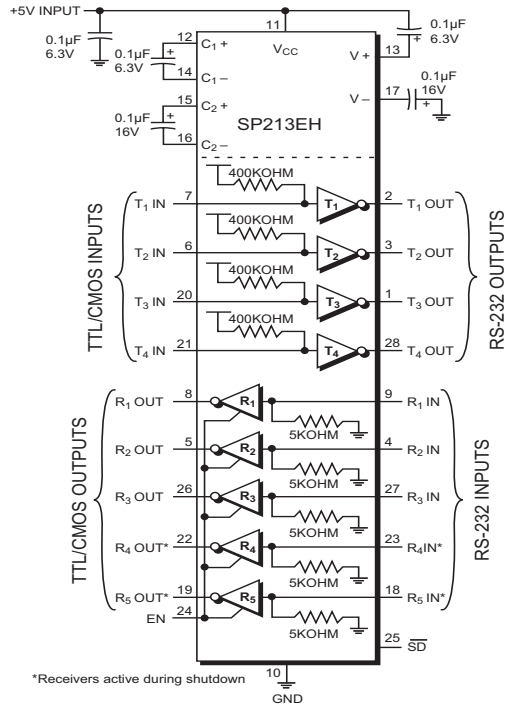 +5V INPUT
11
VCC
0.1µF
6.3V
12
C1 +
0.1µF
6.3V
14
C1 –
15
C2 +
0.1µF
16V
16
C2 –
V +
13
0.1µF
6.3V
V –
17
0.1µF
16V
SP213EH
TTL/CMOS INPUTS
T1 IN 7 400KOHM T1 2 T1 OUT
T2 IN 6 400KOHM T2 3 T2 OUT
T3 IN 20 400KOHM T3 1 T3 OUT
T4 IN 21 400KOHM T4 28 T4 OUT
RS-232 OUTPUTS
TTL/CMOS OUTPUTS
R1 OUT 8 R1 9 R1 IN
5KOHM
R2 OUT 5 R2 4 R2 IN
5KOHM
R3 OUT 26 R3 27 R3 IN
5KOHM
R4 OUT* 22 R4 23 R4IN*
5KOHM
R5 OUT* 19 R5 18 R5 IN*
5KOHM
RS-232 INPUTS
EN 24
25 SD
*Receivers active during shutdown
10
GND